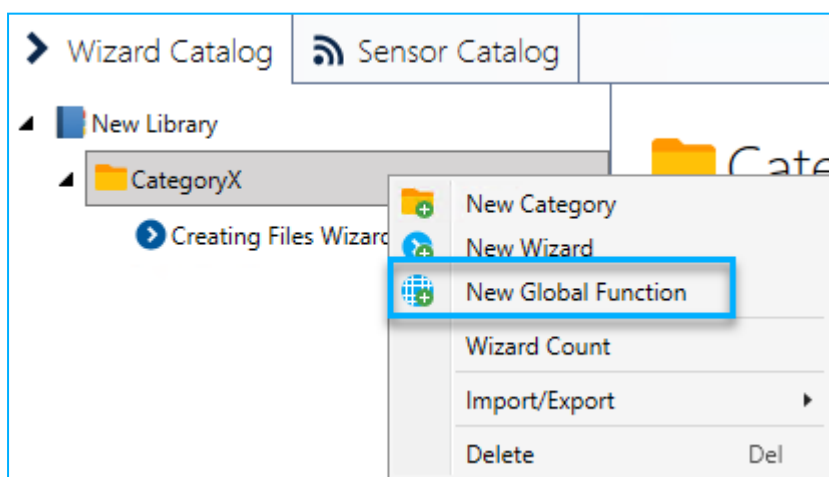 Wizard Catalog
Sensor Catalog
New Library
CategoryX
Creating Files Wizard
New Category
New Wizard
New Global Function
Wizard Count
Import/Export
Delete Del